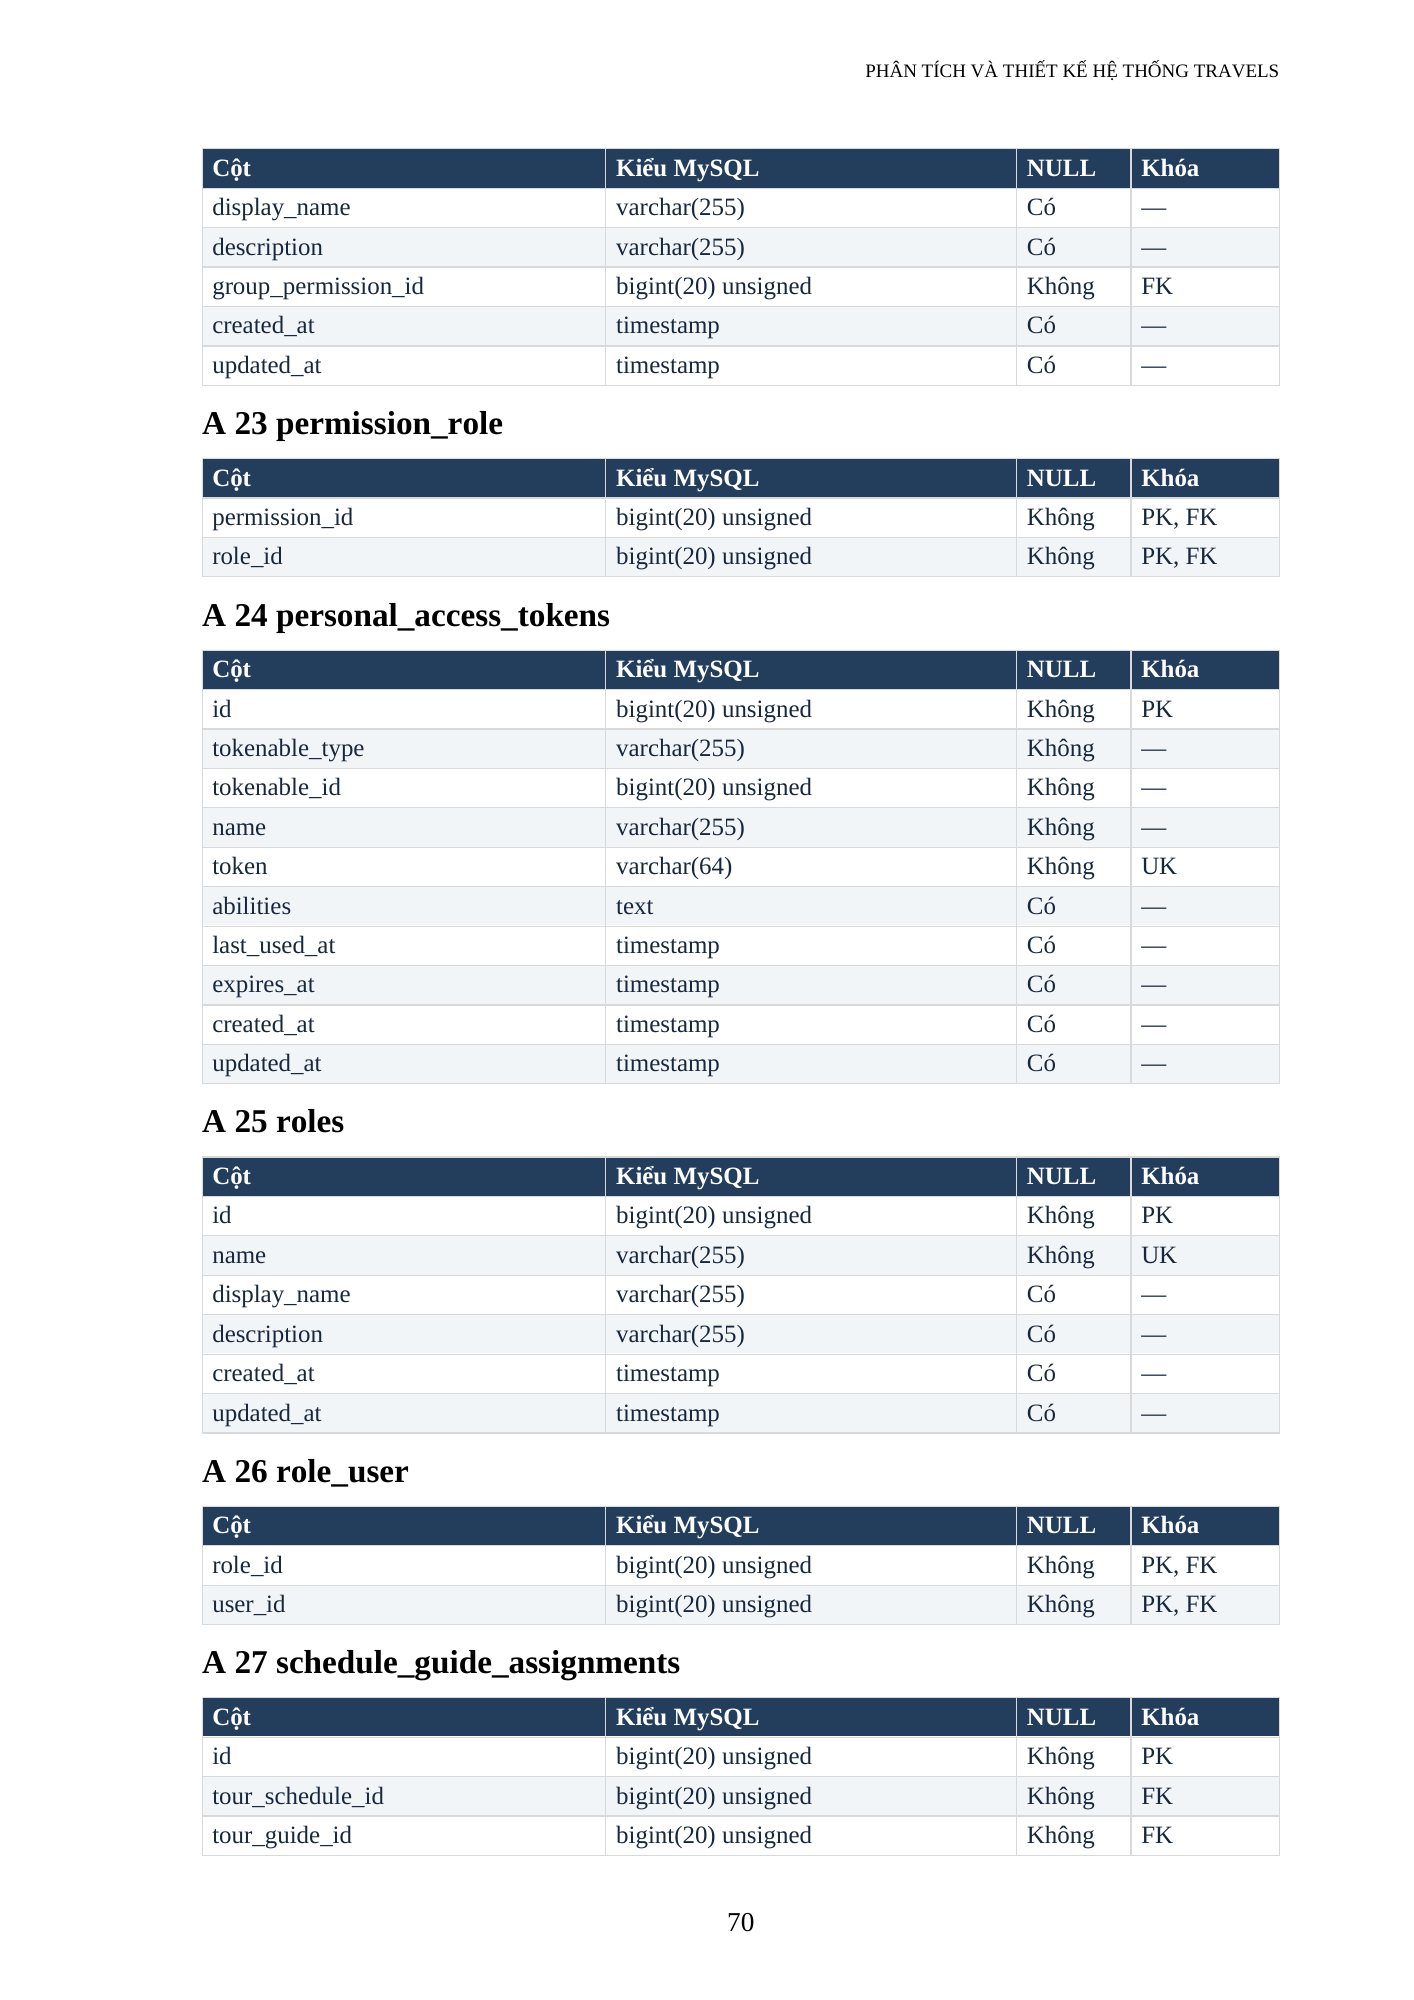 PHÂN TÍCH VÀ THIẾT KẾ HỆ THỐNG TRAVELS
Cột Kiểu MySQL NULL Khóa
display_name varchar(255) Có —
description varchar(255) Có —
group_permission_id bigint(20) unsigned Không FK
created_at timestamp Có —
updated_at timestamp Có —
A 23 permission_role
Cột Kiểu MySQL NULL Khóa
permission_id bigint(20) unsigned Không PK, FK
role_id bigint(20) unsigned Không PK, FK
A 24 personal_access_tokens
Cột Kiểu MySQL NULL Khóa
id bigint(20) unsigned Không PK
tokenable_type varchar(255) Không —
tokenable_id bigint(20) unsigned Không —
name varchar(255) Không —
token varchar(64) Không UK
abilities text Có —
last_used_at timestamp Có —
expires_at timestamp Có —
created_at timestamp Có —
updated_at timestamp Có —
A 25 roles
Cột Kiểu MySQL NULL Khóa
id bigint(20) unsigned Không PK
name varchar(255) Không UK
display_name varchar(255) Có —
description varchar(255) Có —
created_at timestamp Có —
updated_at timestamp Có —
A 26 role_user
Cột Kiểu MySQL NULL Khóa
role_id bigint(20) unsigned Không PK, FK
user_id bigint(20) unsigned Không PK, FK
A 27 schedule_guide_assignments
Cột Kiểu MySQL NULL Khóa
id bigint(20) unsigned Không PK
tour_schedule_id bigint(20) unsigned Không FK
tour_guide_id bigint(20) unsigned Không FK
70